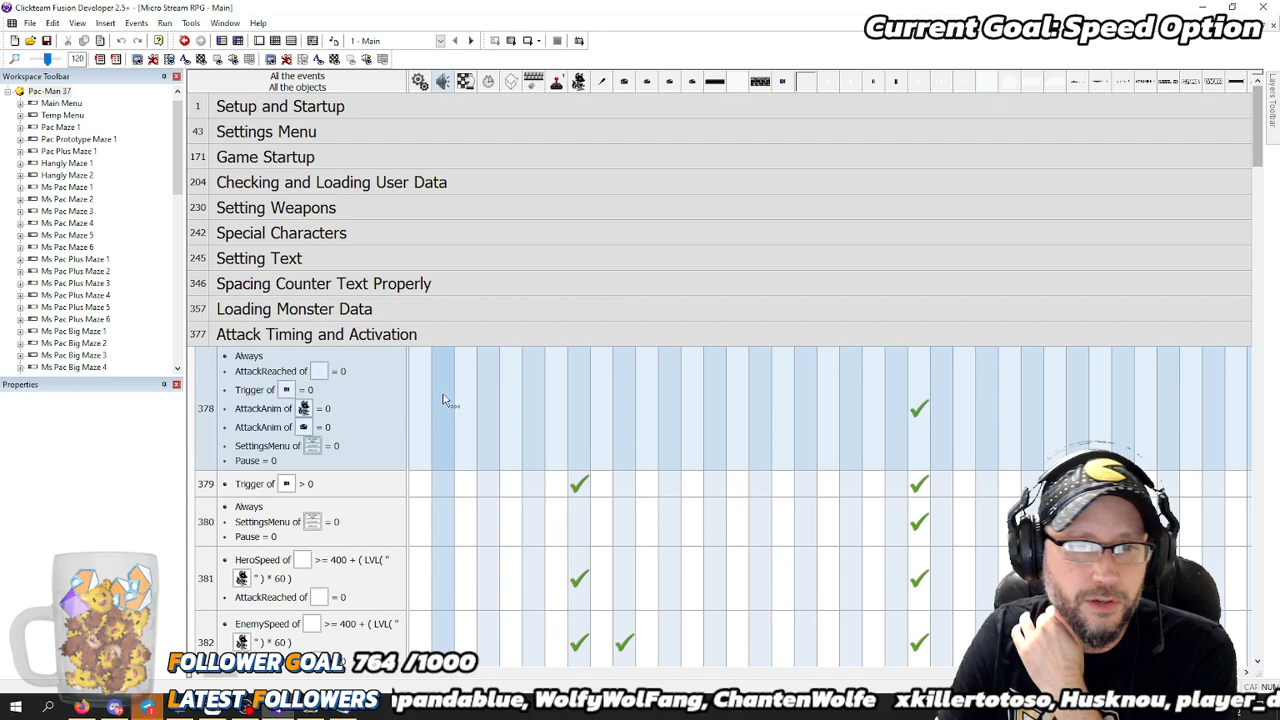 Clickteam Fusion Developer 2.5+ - [Micro Stream RPG - Main]
File Edit View Insert Events Run Tools Window Help
Current Goal: Speed Option
1 - Main
120
Workspace Toolbar
Pac-Man 37
Main Menu
Temp Menu
Pac Maze 1
Pac Prototype Maze 1
Pac Plus Maze 1
Hangly Maze 1
Hangly Maze 2
Ms Pac Maze 1
Ms Pac Maze 2
Ms Pac Maze 3
Ms Pac Maze 4
Ms Pac Maze 5
Ms Pac Maze 6
Ms Pac Plus Maze 1
Ms Pac Plus Maze 2
Ms Pac Plus Maze 3
Ms Pac Plus Maze 4
Ms Pac Plus Maze 5
Ms Pac Plus Maze 6
Ms Pac Big Maze 1
Ms Pac Big Maze 2
Ms Pac Big Maze 3
Ms Pac Big Maze 4
Properties
All the events
All the objects
1 Setup and Startup
43 Settings Menu
171 Game Startup
204 Checking and Loading User Data
230 Setting Weapons
242 Special Characters
245 Setting Text
346 Spacing Counter Text Properly
357 Loading Monster Data
377 Attack Timing and Activation
378
Always
AttackReached of = 0
Trigger of = 0
AttackAnim of = 0
AttackAnim of = 0
SettingsMenu of = 0
Pause = 0
379
Trigger of > 0
380
Always
SettingsMenu of = 0
Pause = 0
381
HeroSpeed of >= 400 + ( LVL( "
" ) * 60 )
AttackReached of = 0
382
EnemySpeed of >= 400 + ( LVL( "
" ) * 60 )
Layers Toolbar
Follower Goal 764 /1000
Latest Followers
pandablue, WolfyWolFang, ChantenWolfe xkillertotoso, Husknou, player_